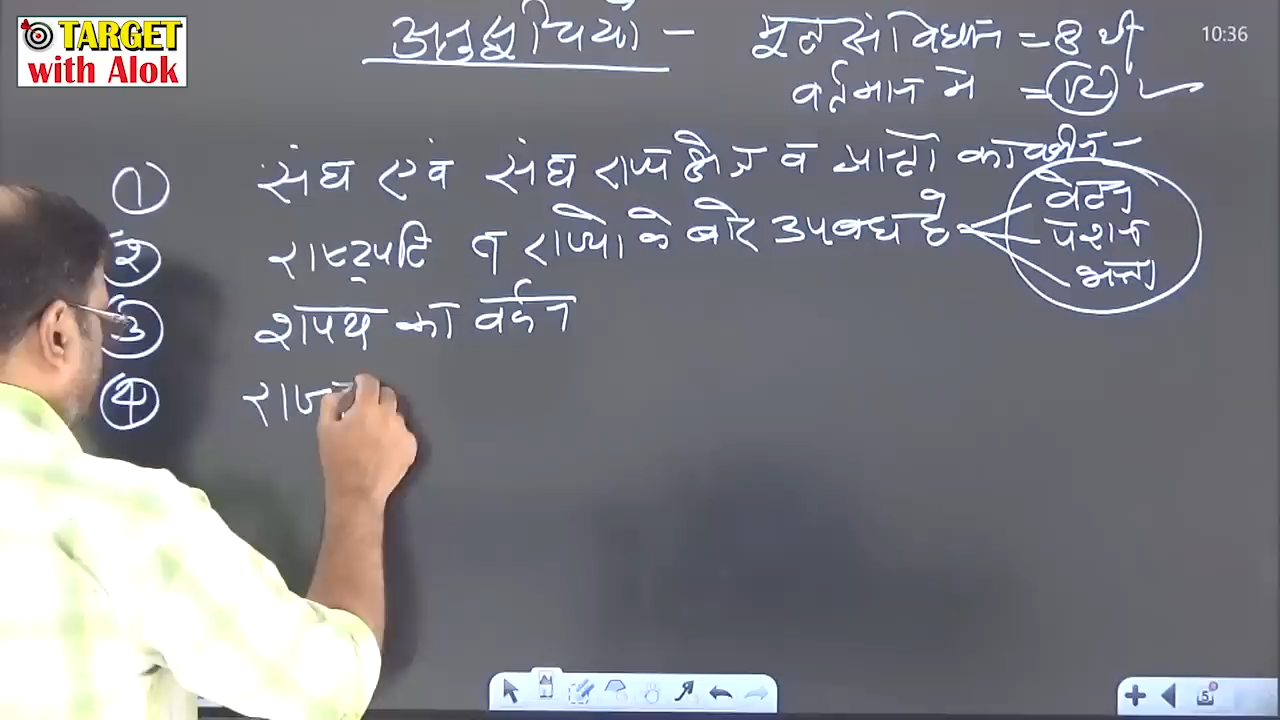 TARGET
with Alok
10:36
अनुसूचियाँ - मूल संविधान = 8 थी
वर्तमान में = 12
① संघ एवं संघ राज्य क्षेत्र व प्रान्तों का वर्णन -
② राष्ट्रपति व राज्यो के बारे उपबंध है
वेतन
पेंशन
भत्ता
③ शपथ का वर्णन
④ राज्य